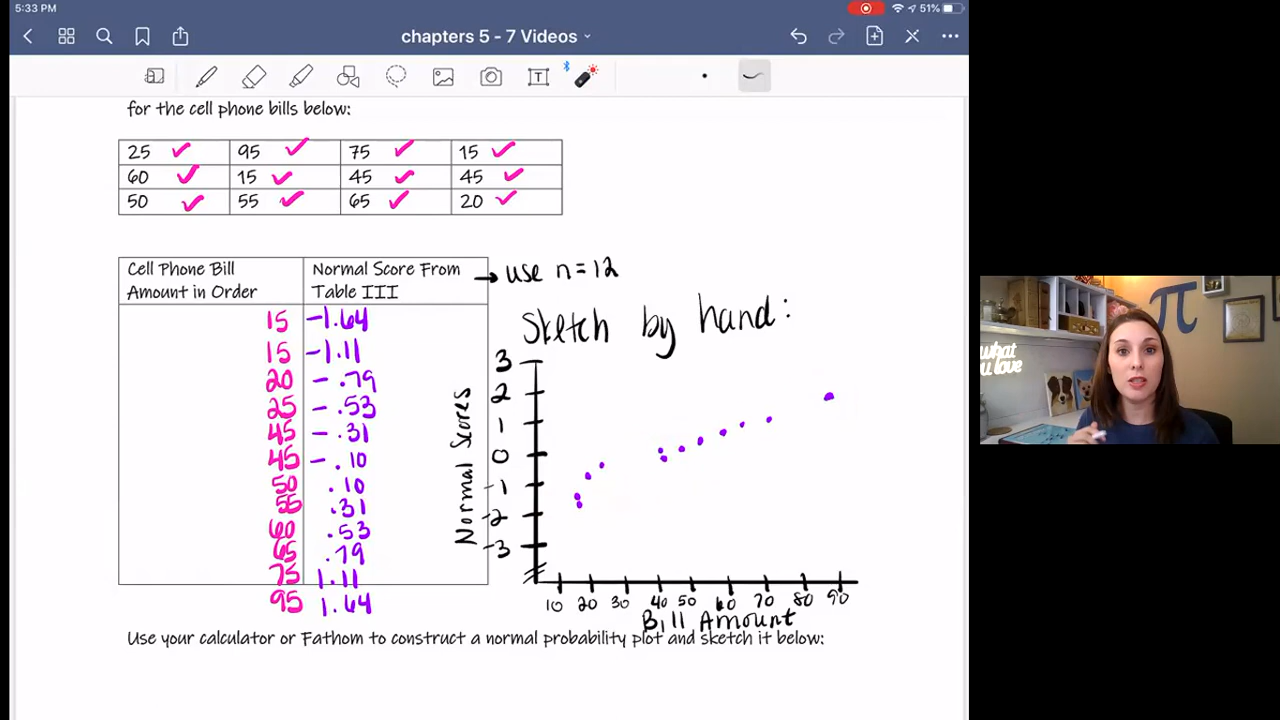 5:33 PM
51%
chapters 5 - 7 Videos
T
for the cell phone bills below:
25 95 75 15
60 15 45 45
50 55 65 20
Cell Phone Bill Amount in Order
Normal Score From Table III
→ use n=12
Sketch by hand:
15 -1.64
15 -1.11
20 -.79
25 -.53
45 -.31
45 -.10
50 .10
55 .31
60 .53
65 .79
75 1.11
95 1.64
Normal Scores
3
2
1
0
-1
-2
-3
10 20 30 40 50 60 70 80 90
Bill Amount
Use your calculator or Fathom to construct a normal probability plot and sketch it below:
what
you love
π